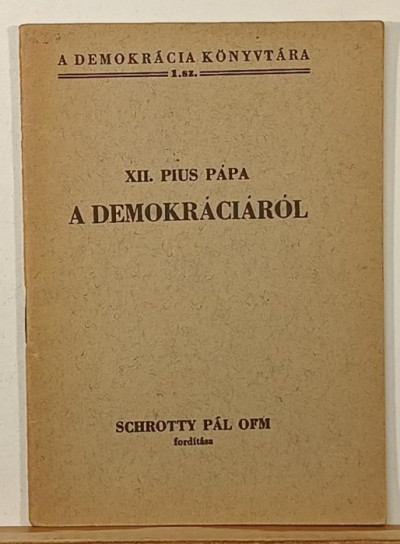 A DEMOKRÁCIA KÖNYVTÁRA
1.sz.
XII. PIUS PÁPA
A DEMOKRÁCIÁRÓL
SCHROTTY PÁL OFM
fordítása